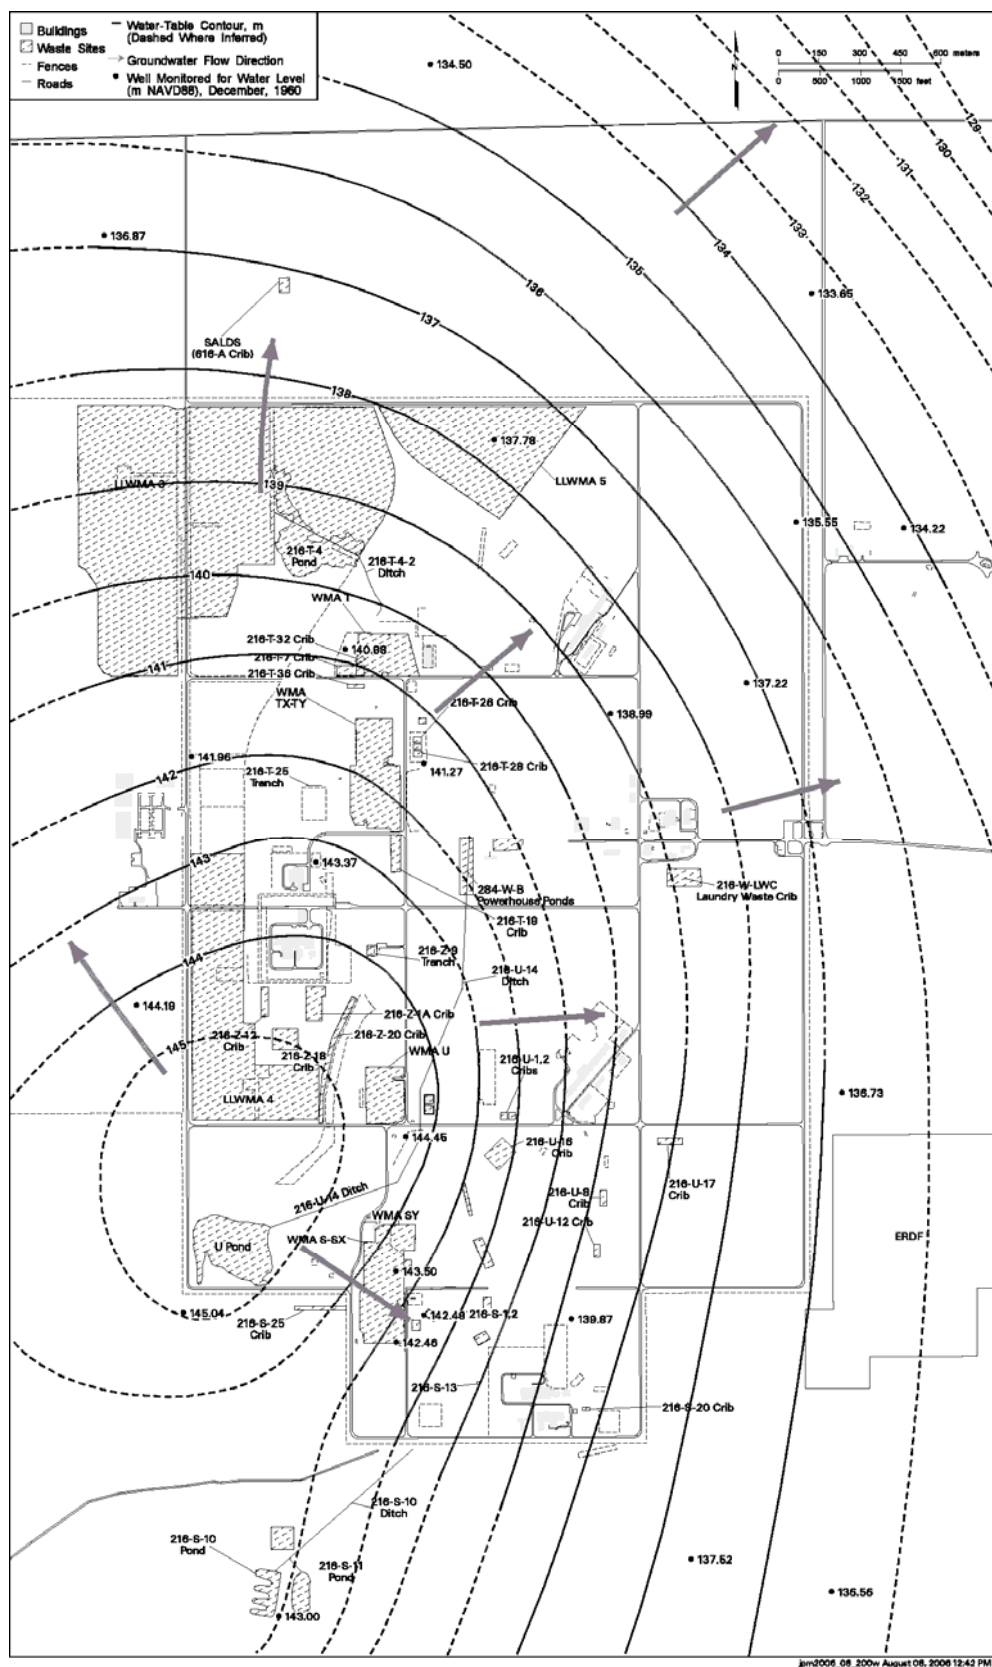 Buildings
Waste Sites
Fences
Roads
Water-Table Contour, m
(Dashed Where Inferred)
Groundwater Flow Direction
Well Monitored for Water Level
(m NAVD88), December, 1960
N
0 150 300 450 600 meters
0 500 1000 1500 feet
134.50
129
130
131
132
133
134
135
136
137
138
139
140
141
142
143
144
145
136.87
133.65
SALDS
(616-A Crib)
137.78
LLWMA 3
LLWMA 5
135.55
134.22
216-T-4
Pond
216-T-4-2
Ditch
WMA T
216-T-32 Crib
140.98
216-T-7 Crib
216-T-36 Crib
137.22
WMA
TX-TY
216-T-26 Crib
138.99
141.96
141.27
216-T-28 Crib
216-T-25
Trench
143.37
284-W-B
Powerhouse Ponds
216-W-LWC
Laundry Waste Crib
216-T-19
Crib
216-Z-9
Trench
216-U-14
Ditch
144.19
216-Z-1A Crib
216-Z-12
Crib
216-Z-20 Crib
216-Z-18
Crib
WMA U
216-U-1,2
Cribs
LLWMA 4
136.73
144.45
216-U-16
Crib
216-U-17
Crib
216-U-14 Ditch
216-U-8
Crib
WMA SY
216-U-12 Crib
U Pond
WMA S-SX
ERDF
143.50
145.04
142.49
216-S-1,2
139.87
216-S-25
Crib
142.46
216-S-13
216-S-20 Crib
216-S-10
Ditch
216-S-10
Pond
216-S-11
Pond
137.52
136.56
143.00
jpm2006_06_200w August 08, 2006 12:42 PM